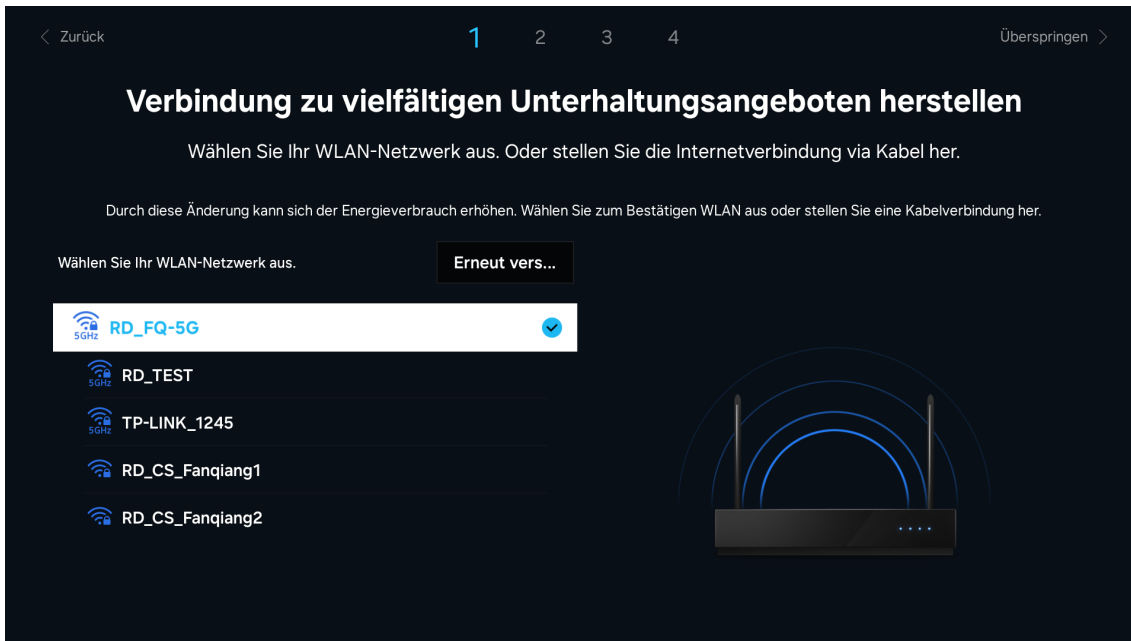 Zurück
1 2 3 4
Überspringen
Verbindung zu vielfältigen Unterhaltungsangeboten herstellen
Wählen Sie Ihr WLAN-Netzwerk aus. Oder stellen Sie die Internetverbindung via Kabel her.
Durch diese Änderung kann sich der Energieverbrauch erhöhen. Wählen Sie zum Bestätigen WLAN aus oder stellen Sie eine Kabelverbindung her.
Wählen Sie Ihr WLAN-Netzwerk aus.
Erneut vers...
5GHz RD_FQ-5G
5GHz RD_TEST
5GHz TP-LINK_1245
RD_CS_Fanqiang1
RD_CS_Fanqiang2